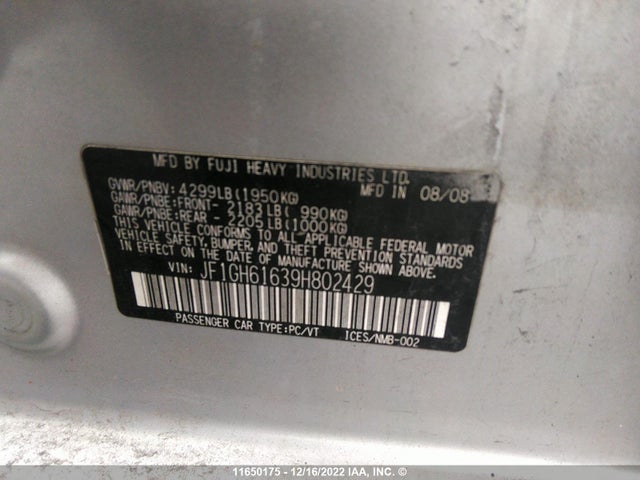 MFD BY FUJI HEAVY INDUSTRIES LTD.
MFD.IN 08/08
GVWR/PNBV: 4299LB(1950KG)
GAWR/PNBE:FRONT- 2183LB( 990KG)
GAWR/PNBE:REAR - 2205LB(1000KG)
THIS VEHICLE CONFORMS TO ALL APPLICABLE FEDERAL MOTOR
VEHICLE SAFETY, BUMPER, AND THEFT PREVENTION STANDARDS
IN EFFECT ON THE DATE OF MANUFACTURE SHOWN ABOVE.
VIN: JF1GH61639H802429
PASSENGER CAR TYPE:PC/VT ICES/NMB-002
11650175 - 12/16/2022 IAA, INC. ©